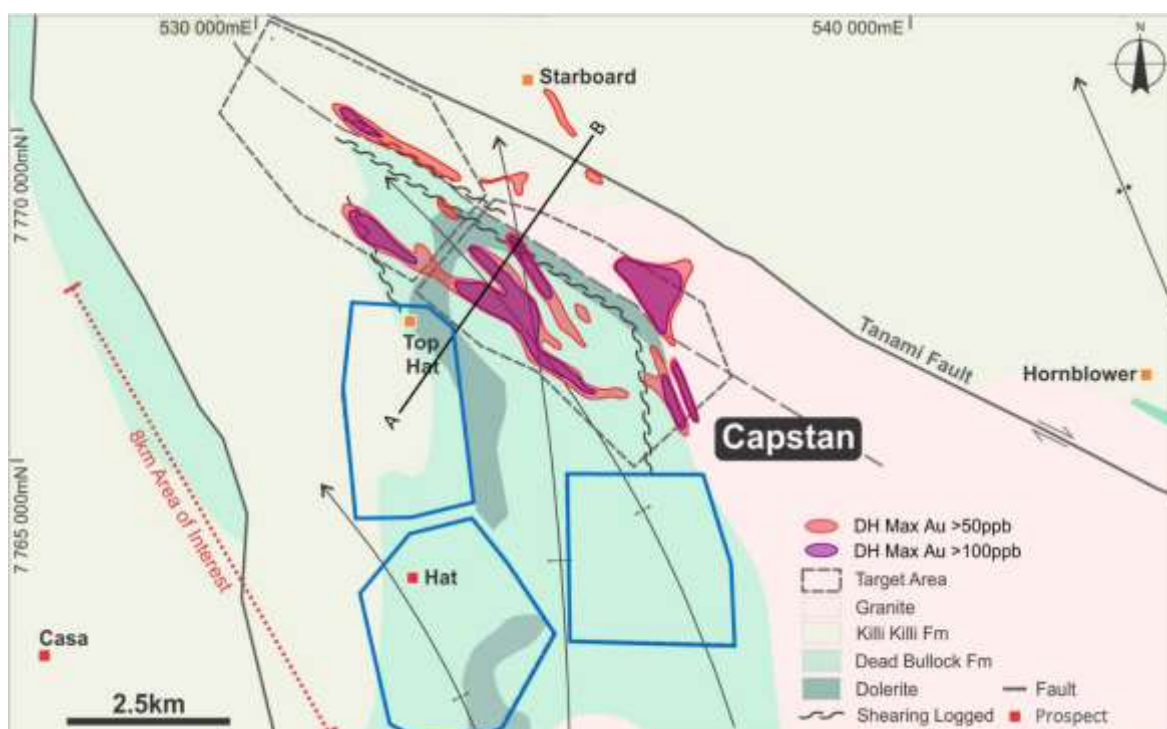 530 000mE
540 000mE
N
Starboard
B
7 770 000mN
Top
Hat
A
Tanami Fault
Hornblower
Capstan
7 765 000mN
8km Area of Interest
Hat
Casa
2.5km
DH Max Au >50ppb
DH Max Au >100ppb
Target Area
Granite
Killi Killi Fm
Dead Bullock Fm
Dolerite
Fault
Shearing Logged
Prospect